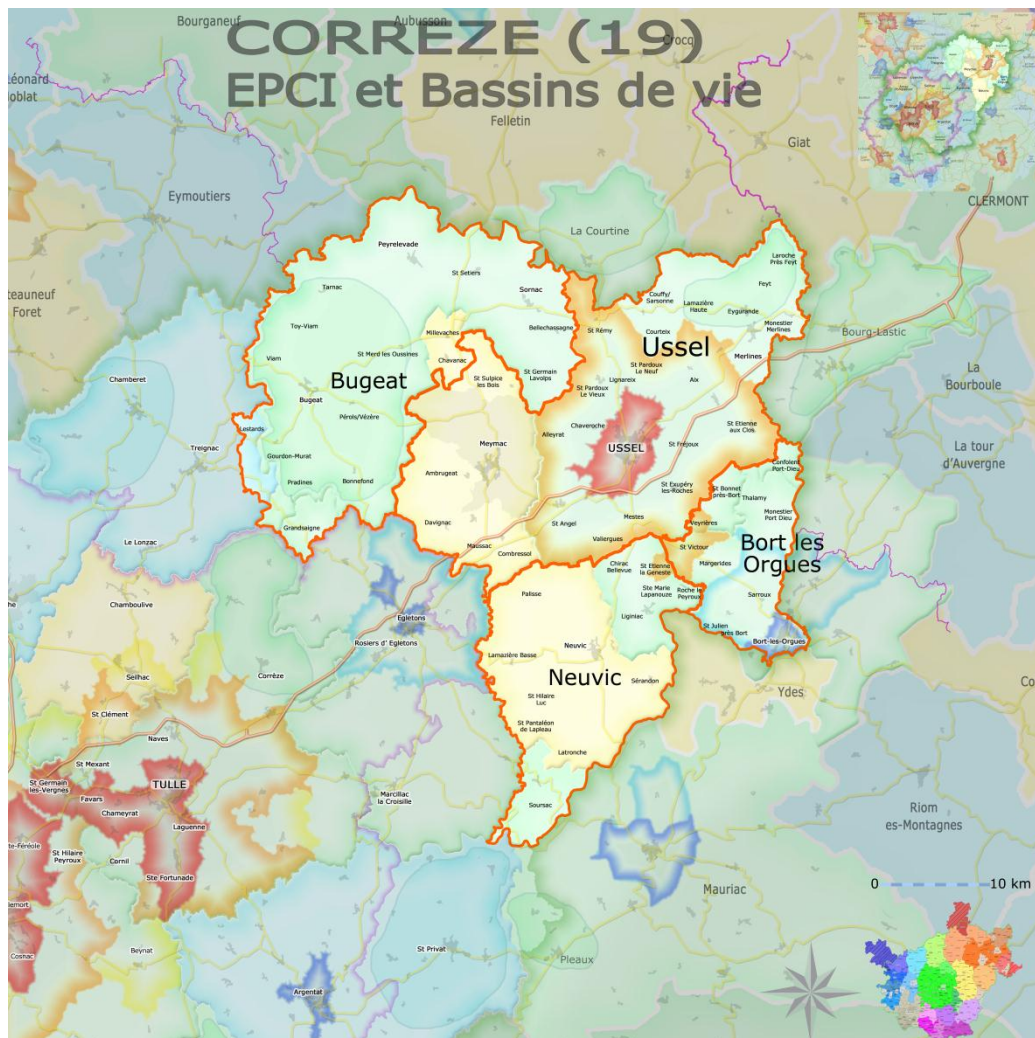 Bourganeuf
Aubusson
CORREZE (19)
Crocq
EPCI et Bassins de vie
éonard
oblat
Felletin
Giat
Eymoutiers
CLERMONT
La Courtine
Peyrelevade
Laroche
Près Feyt
St Setiers
Tarnac
Sornac
Feyt
Couffy/
Sarsonne
Lamazière
Haute
Eygurande
teauneuf
Foret
Toy-Viam
Millevaches
Bellechassagne
St Rémy
Courteix
Monestier
Merlines
Bourg-Lastic
Ussel
Viam
St Merd les Oussines
Chavanac
Merlines
St Pardoux
Le Neuf
La
Bourboule
Chamberet
Bugeat
St Sulpice
les Bois
St Germain
Lavolps
Lignareix
Aix
St Pardoux
Le Vieux
Bugeat
Pérols/Vézère
Lestards
Chaveroche
St Etienne
aux Clos
Alleyrat
Meymac
USSEL
St Fréjoux
Treignac
La tour
d'Auvergne
Gourdon-Murat
Confolent
Port-Dieu
Ambrugeat
Pradines
Bonnefond
St Exupéry
les-Roches
St Bonnet
près-Bort
Thalamy
Monestier
Port Dieu
Grandsaigne
Davignac
St Angel
Mestes
Veyrières
Le Lonzac
Maussac
Valiergues
St Victour
Bort les
Orgues
Combressol
Chirac
Bellevue
St Etienne
la Geneste
Margerides
Chamboulive
Palisse
Ste Marie
Lapanouze
Roche le
Peyroux
Sarroux
Egletons
Liginiac
St Julien
près Bort
Bort-les-Orgues
Rosiers d' Egletons
Neuvic
Lamazière Basse
Seilhac
Corrèze
Neuvic
Sérandon
Ydes
St Hilaire
Luc
St Clément
St Pantaléon
de Lapleau
Naves
Latronche
St Mexant
TULLE
St Germain
les-Vergnes
Favars
Marcillac
la Croisille
Soursac
Chameyrat
Riom
es-Montagnes
Laguenne
te-Féréole
St Hilaire
Peyroux
Cornil
Ste Fortunade
Mauriac
0
10 km
lemort
Beynat
St Privat
Cosnac
Pleaux
Argentat